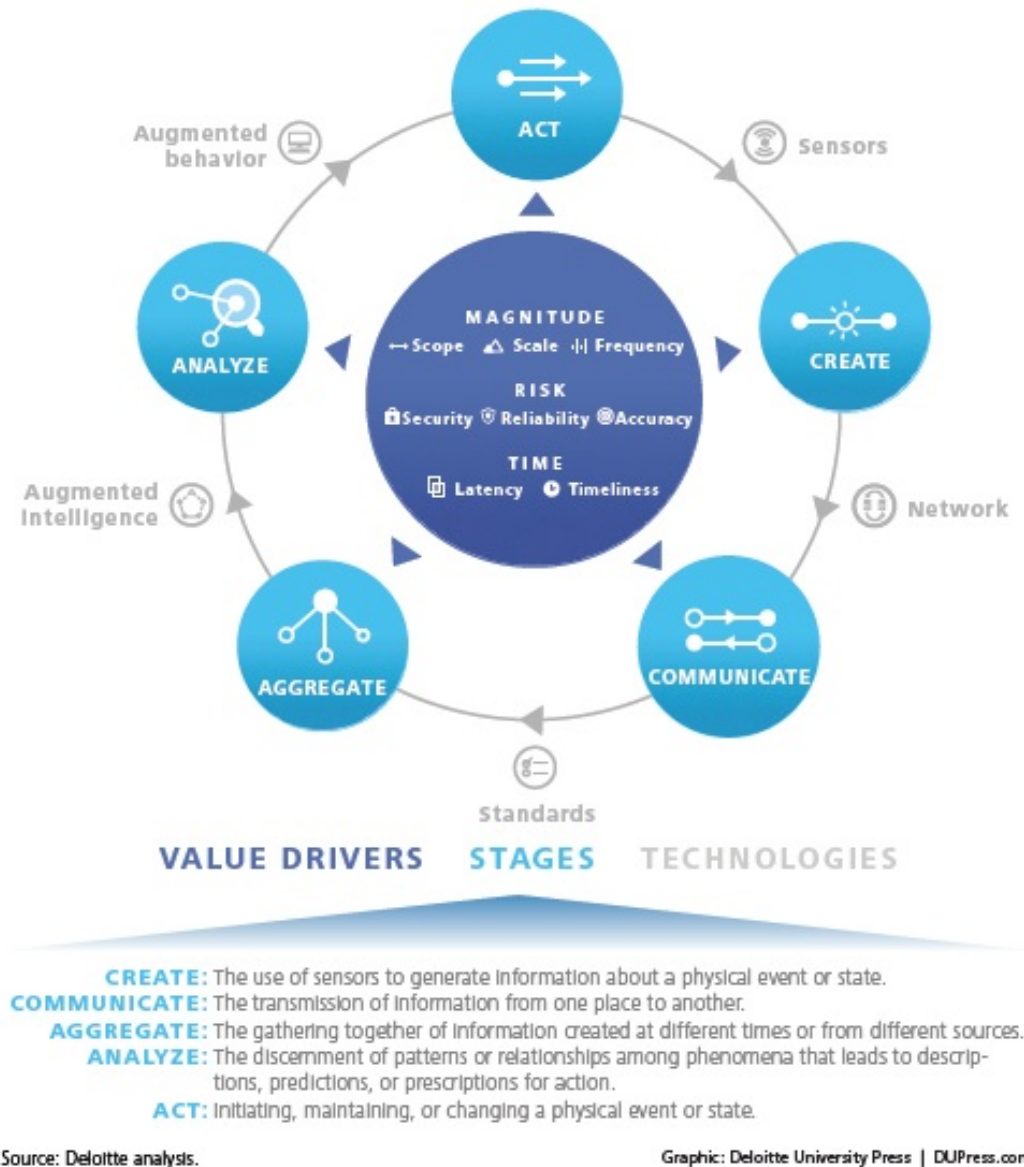 ACT
Augmented
behavior
Sensors
ANALYZE
CREATE
MAGNITUDE
Scope Scale Frequency
RISK
Security Reliability Accuracy
TIME
Latency Timeliness
Augmented
intelligence
Network
AGGREGATE
COMMUNICATE
Standards
VALUE DRIVERS STAGES TECHNOLOGIES
CREATE: The use of sensors to generate information about a physical event or state.
COMMUNICATE: The transmission of information from one place to another.
AGGREGATE: The gathering together of information created at different times or from different sources.
ANALYZE: The discernment of patterns or relationships among phenomena that leads to descrip-
tions, predictions, or prescriptions for action.
ACT: Initiating, maintaining, or changing a physical event or state.
Source: Deloitte analysis.
Graphic: Deloitte University Press | DUPress.com